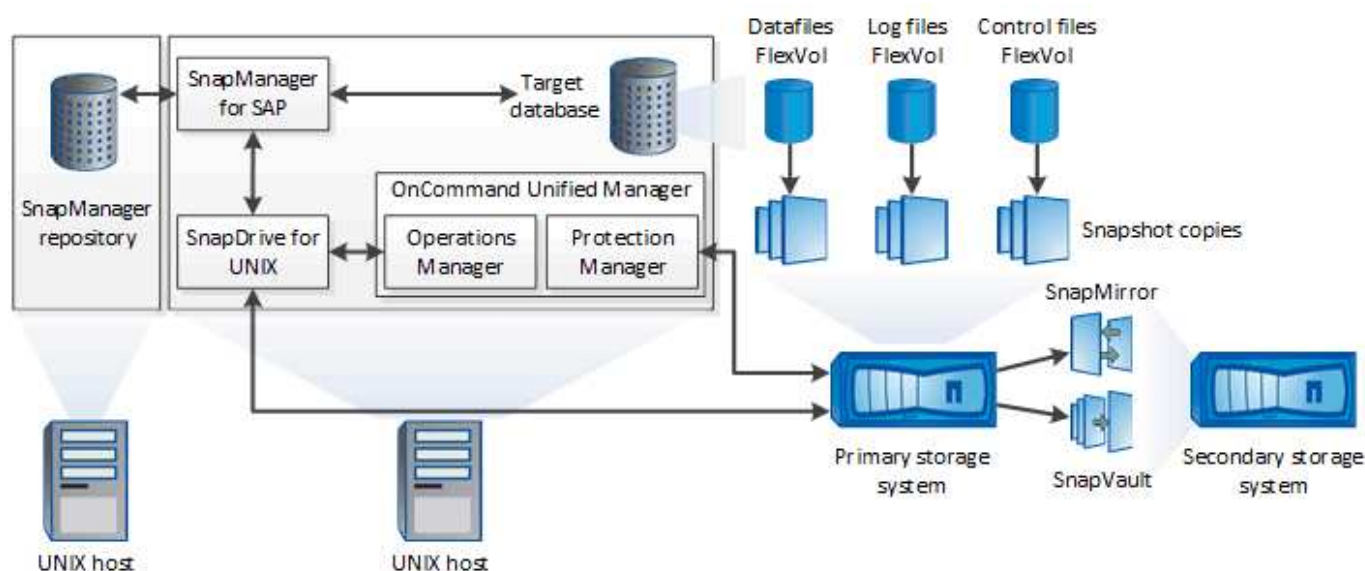 Datafiles
FlexVol
Log files
FlexVol
Control files
FlexVol
SnapManager
for SAP
Target
database
SnapManager
repository
OnCommand Unified Manager
SnapDrive for
UNIX
Operations
Manager
Protection
Manager
Snapshot copies
SnapMirror
Primary storage
system
SnapVault
Secondary storage
system
UNIX host
UNIX host